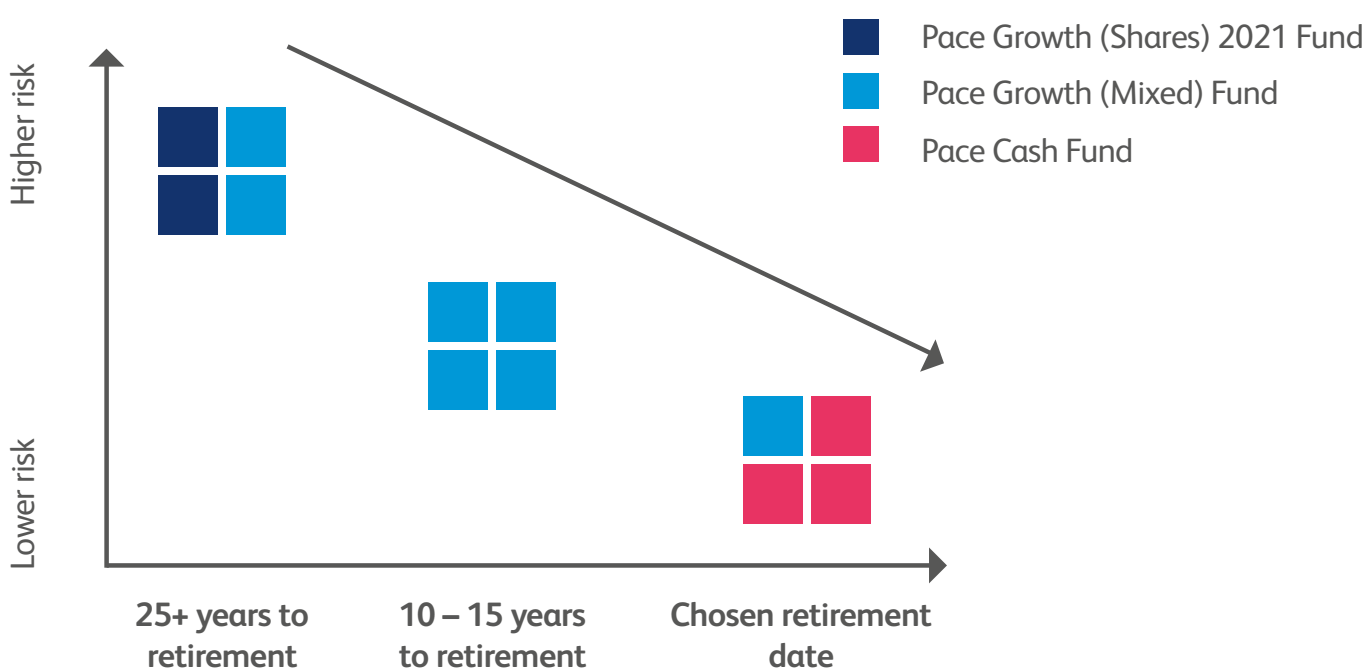 Pace Growth (Shares) 2021 Fund
Pace Growth (Mixed) Fund
Pace Cash Fund
Higher risk
Lower risk
25+ years to
retirement
10 – 15 years
to retirement
Chosen retirement
date